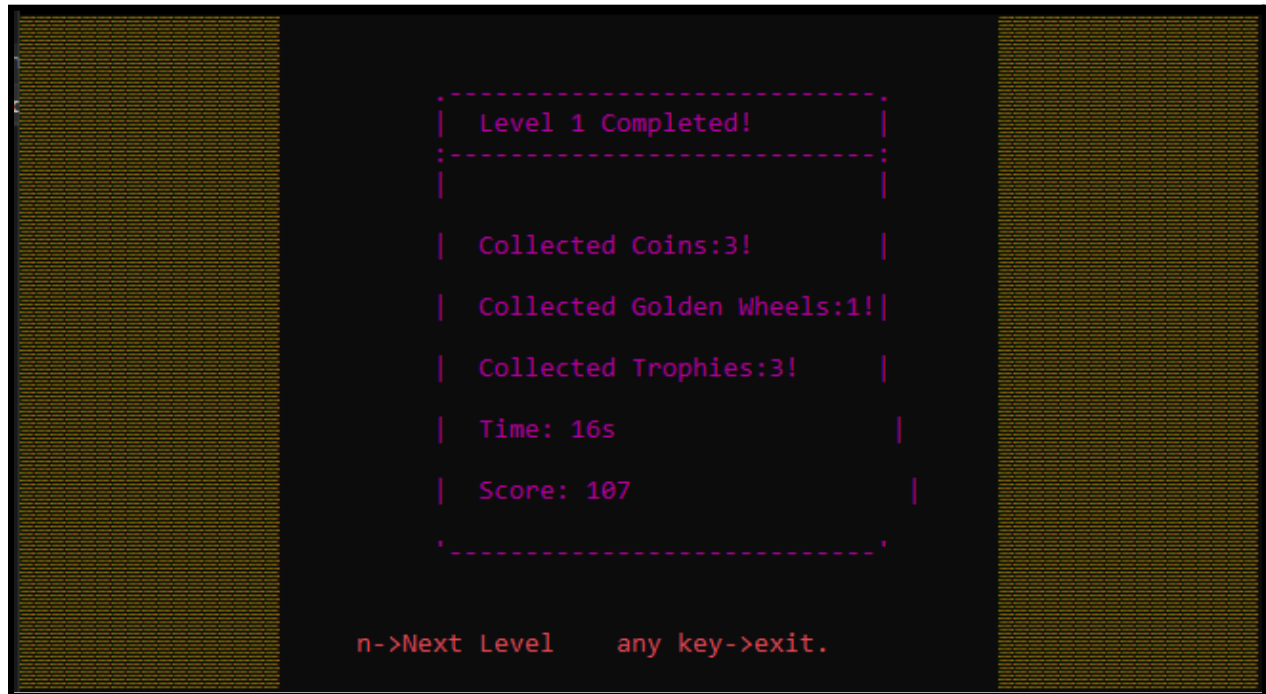 Level 1 Completed!
Collected Coins:3!
Collected Golden Wheels:1!
Collected Trophies:3!
Time: 16s
Score: 107
n->Next Level    any key->exit.